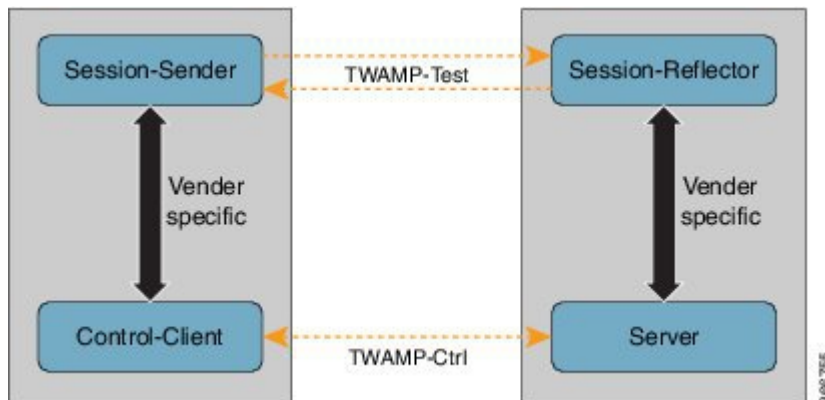 Session-Sender
TWAMP-Test
Session-Reflector
Vender
specific
Vender
specific
Control-Client
TWAMP-Ctrl
Server